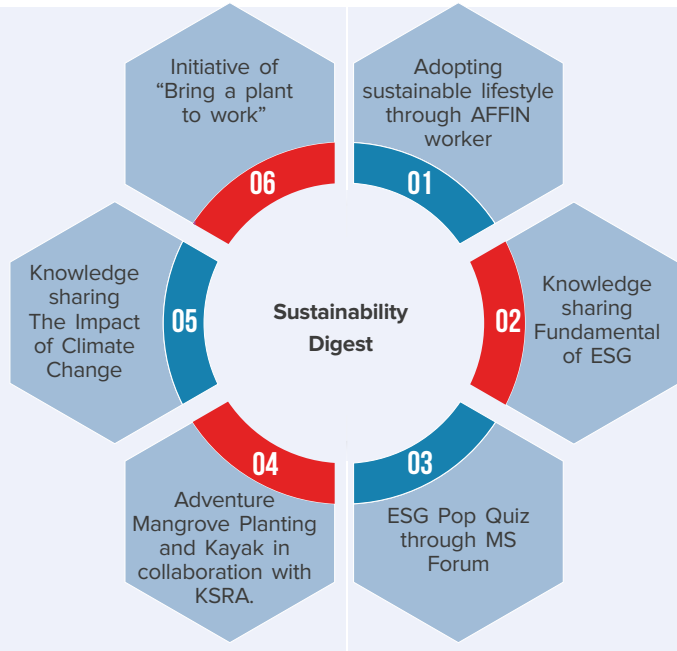 Sustainability
Digest
01
Adopting
sustainable lifestyle
through AFFIN
worker
02
Knowledge
sharing
Fundamental
of ESG
03
ESG Pop Quiz
through MS
Forum
04
Adventure
Mangrove Planting
and Kayak in
collaboration with
KSRA.
05
Knowledge
sharing
The Impact
of Climate
Change
06
Initiative of
“Bring a plant
to work”